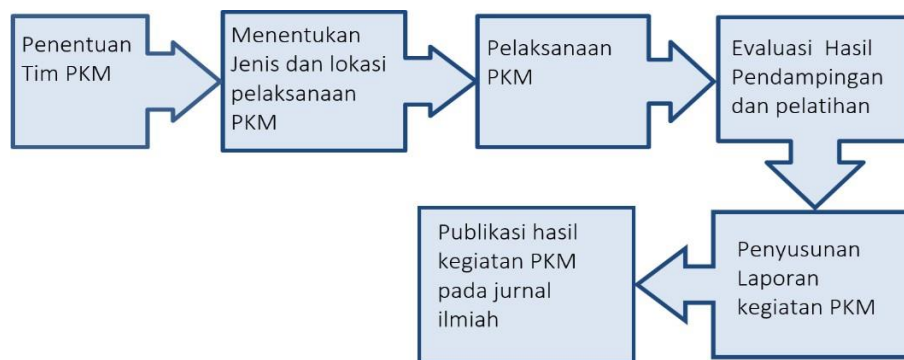 Penentuan
Tim PKM
Menentukan
Jenis dan lokasi
pelaksanaan
PKM
Pelaksanaan
PKM
Evaluasi Hasil
Pendampingan
dan pelatihan
Penyusunan
Laporan
kegiatan PKM
Publikasi hasil
kegiatan PKM
pada jurnal
ilmiah